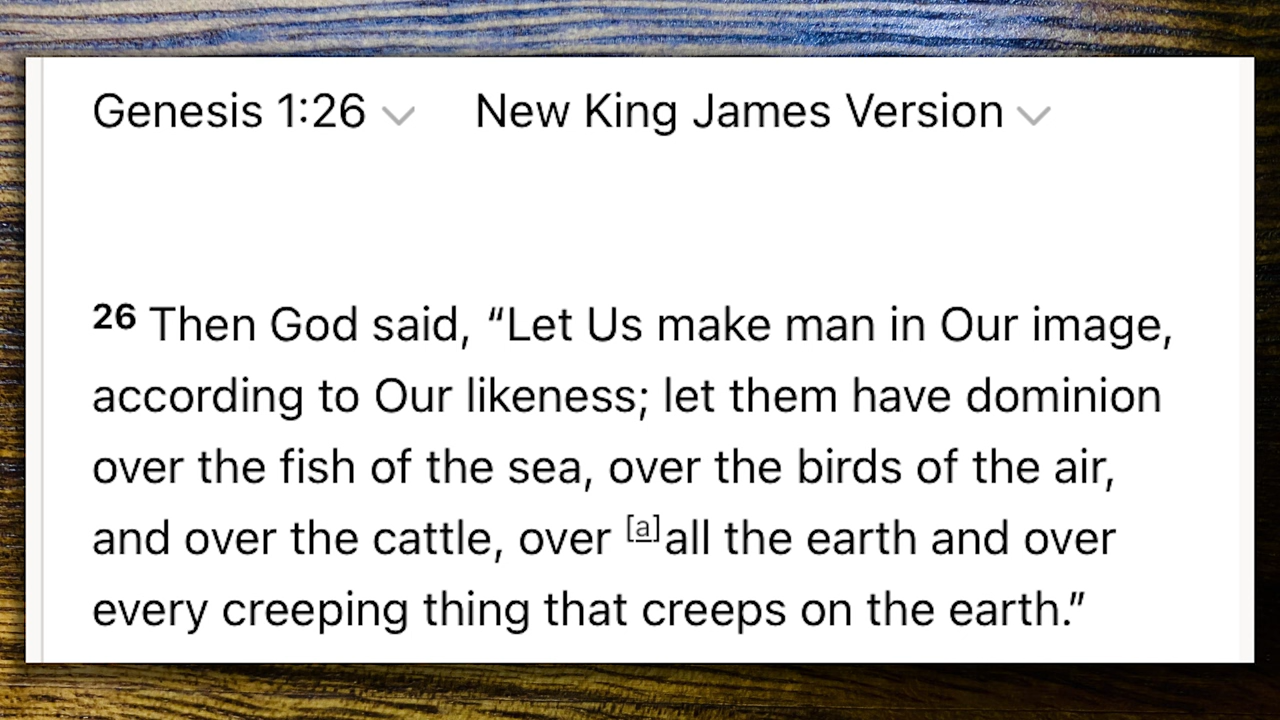 Genesis 1:26 New King James Version
26 Then God said, “Let Us make man in Our image,
according to Our likeness; let them have dominion
over the fish of the sea, over the birds of the air,
and over the cattle, over [a]all the earth and over
every creeping thing that creeps on the earth.”